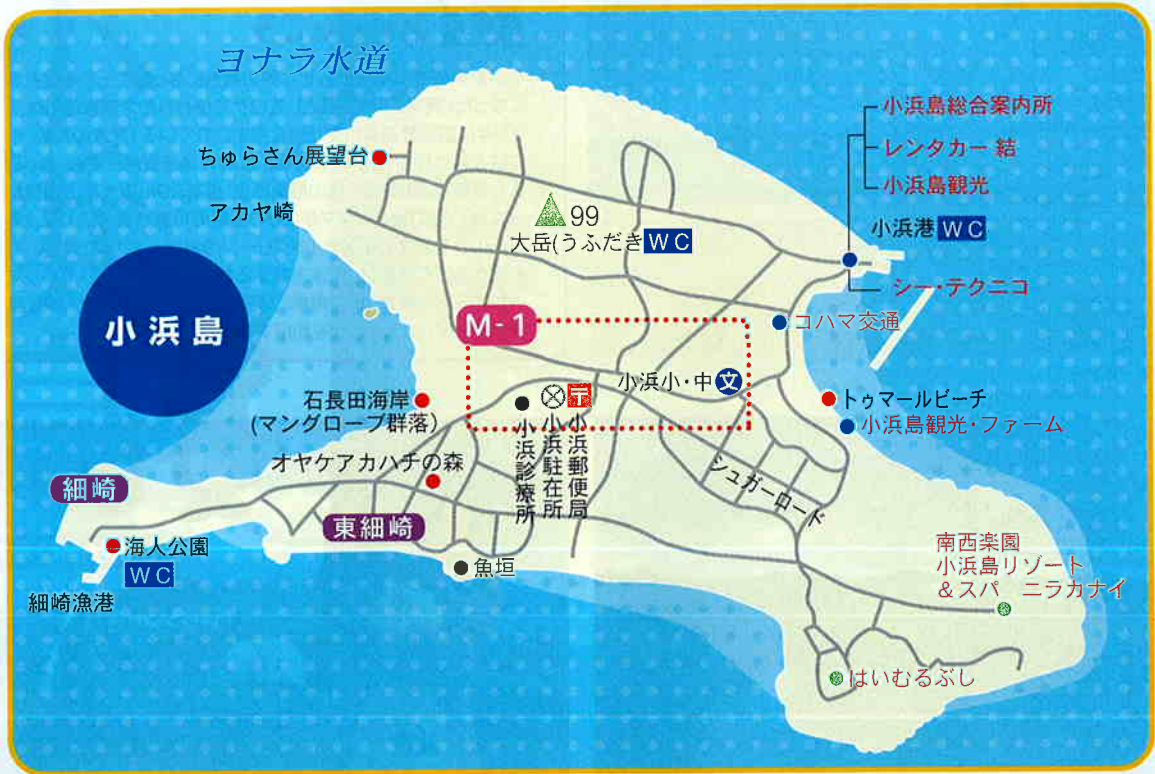 ヨナラ水道
小浜島総合案内所
ちゅらさん展望台
レンタカー 結
小浜島観光
アカヤ崎
99
小浜港 WC
大岳(うふだき WC
シー・テクニコ
小浜島
M-1
コハマ交通
小浜小・中 文
石長田海岸
(マングローブ群落)
トゥマールビーチ
小浜島観光・ファーム
小浜診療所
小浜駐在所
小浜郵便局
オヤケアカハチの森
シュガーロード
細崎
東細崎
海人公園
WC
魚垣
細崎漁港
南西楽園
小浜島リゾート
&スパ ニラカナイ
はいむるぶし